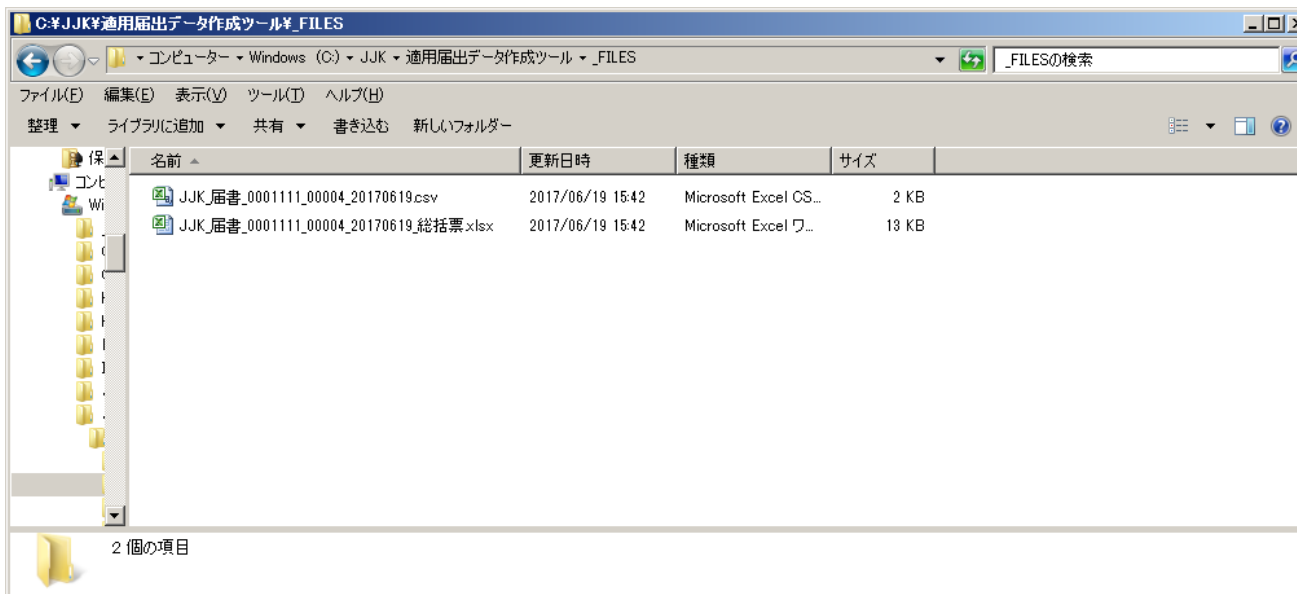 C:¥JJK¥適用届出データ作成ツール¥_FILES
コンピューター Windows (C:) JJK 適用届出データ作成ツール _FILES _FILESの検索
ファイル(F) 編集(E) 表示(V) ツール(T) ヘルプ(H)
整理 ライブラリに追加 共有 書き込む 新しいフォルダー
名前 更新日時 種類 サイズ
JJK_届書_0001111_00004_20170619.csv 2017/06/19 15:42 Microsoft Excel CS... 2 KB
JJK_届書_0001111_00004_20170619_総括票.xlsx 2017/06/19 15:42 Microsoft Excel ワ... 13 KB
保
コンピ
Wi
2 個の項目